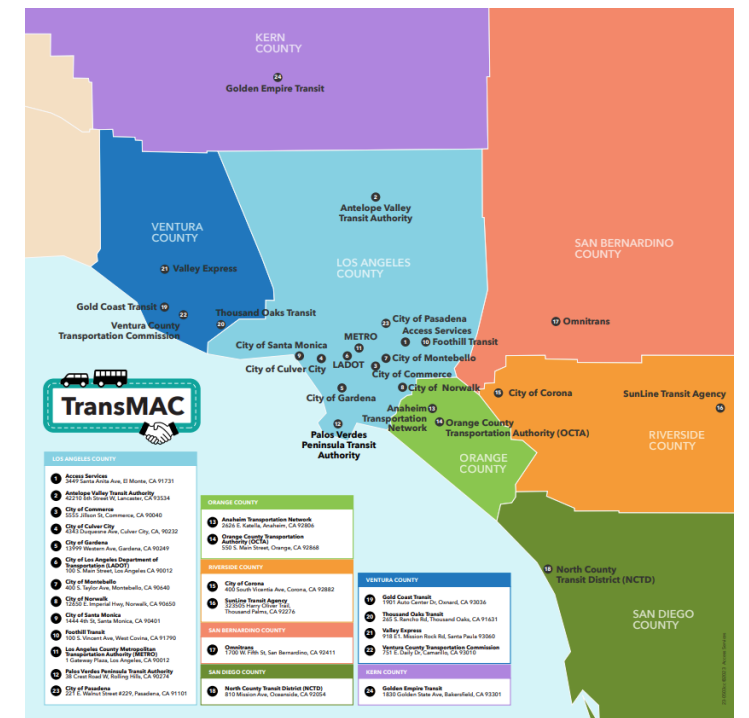 KERN
COUNTY
24
Golden Empire Transit
2
Antelope Valley
Transit Authority
VENTURA
COUNTY
LOS ANGELES
COUNTY
SAN BERNARDINO
COUNTY
21 Valley Express
Gold Coast Transit 19
22
Ventura County
Transportation Commission
Thousand Oaks Transit
20
23 City of Pasadena
Access Services
1
10 Foothill Transit
17 Omnitrans
METRO
11
City of Santa Monica
9
4
City of Culver City
6
LADOT
7 City of Montebello
3
City of Commerce
5
City of Gardena
8 City of Norwalk
15 City of Corona
SunLine Transit Agency
16
Anaheim 13
Transportation
Network
14 Orange County
Transportation Authority (OCTA)
12
Palos Verdes
Peninsula Transit
Authority
ORANGE
COUNTY
RIVERSIDE
COUNTY
TransMAC
18 North County
Transit District (NCTD)
SAN DIEGO
COUNTY
LOS ANGELES COUNTY
1 Access Services
3449 Santa Anita Ave, El Monte, CA 91731
2 Antelope Valley Transit Authority
42210 6th Street W, Lancaster, CA 93534
3 City of Commerce
5555 Jillson St, Commerce, CA 90040
4 City of Culver City
4343 Duquesne Ave, Culver City, CA, 90232
5 City of Gardena
13999 Western Ave, Gardena, CA 90249
6 City of Los Angeles Department of
Transportation (LADOT)
100 S. Main Street, Los Angeles, CA 90012
7 City of Montebello
400 S. Taylor Ave, Montebello, CA 90640
8 City of Norwalk
12650 E. Imperial Hwy, Norwalk, CA 90650
9 City of Santa Monica
1444 4th St, Santa Monica, CA 90401
10 Foothill Transit
100 S. Vincent Ave, West Covina, CA 91790
11 Los Angeles County Metropolitan
Transportation Authority (METRO)
1 Gateway Plaza, Los Angeles, CA 90012
12 Palos Verdes Peninsula Transit Authority
38 Crest Road W, Rolling Hills, CA 90274
23 City of Pasadena
221 E. Walnut Street #229, Pasadena, CA 91101
ORANGE COUNTY
13 Anaheim Transportation Network
2626 E. Katella, Anaheim, CA 92806
14 Orange County Transportation
Authority (OCTA)
550 S. Main Street, Orange, CA 92868
RIVERSIDE COUNTY
15 City of Corona
400 South Vicentia Ave, Corona, CA 92882
16 SunLine Transit Agency
323505 Harry Oliver Trail,
Thousand Palms, CA 92276
SAN BERNARDINO COUNTY
17 Omnitrans
1700 W. Fifth St, San Bernardino, CA 92411
SAN DIEGO COUNTY
18 North County Transit District (NCTD)
810 Mission Ave, Oceanside, CA 92054
VENTURA COUNTY
19 Gold Coast Transit
1901 Auto Center Dr, Oxnard, CA 93036
20 Thousand Oaks Transit
265 S. Rancho Rd, Thousand Oaks, CA, 91631
21 Valley Express
918 E1. Mission Rock Rd, Santa Paula 93060
22 Ventura County Transportation Commission
751 E. Daily Dr, Camarillo, CA 93010
KERN COUNTY
24 Golden Empire Transit
1830 Golden State Ave, Bakersfield, CA 93301